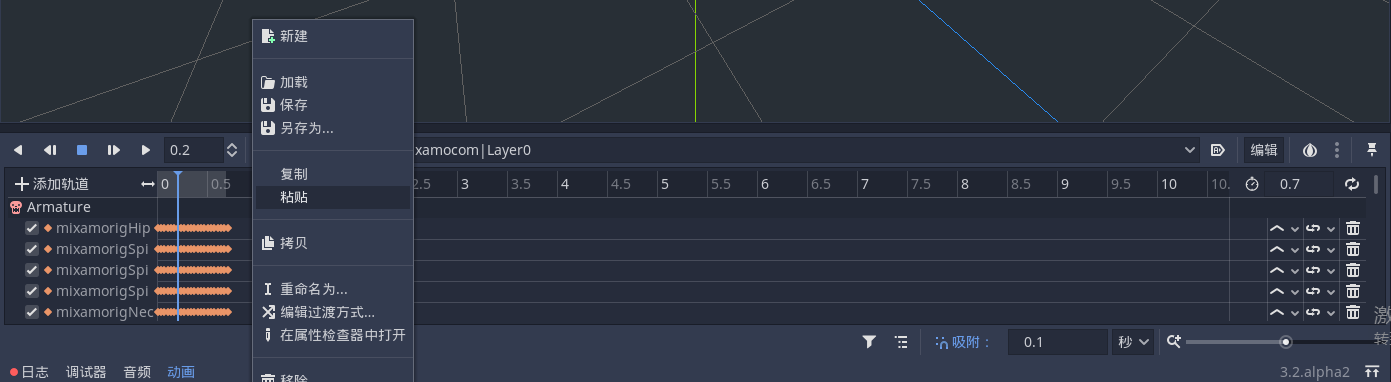 新建
加载
保存
另存为...
0.2
xamocom|Layer0
编辑
复制
粘贴
添加轨道
0 0.5 2.5 3 3.5 4 4.5 5 5.5 6 6.5 7 7.5 8 8.5 9 9.5 10 10. 0.7
Armature
mixamorigHip
mixamorigSpi
拷贝
mixamorigSpi
mixamorigSpi
重命名为...
mixamorigNec
编辑过渡方式...
在属性检查器中打开
吸附：
0.1
秒
移除
日志 调试器 音频 动画
3.2.alpha2